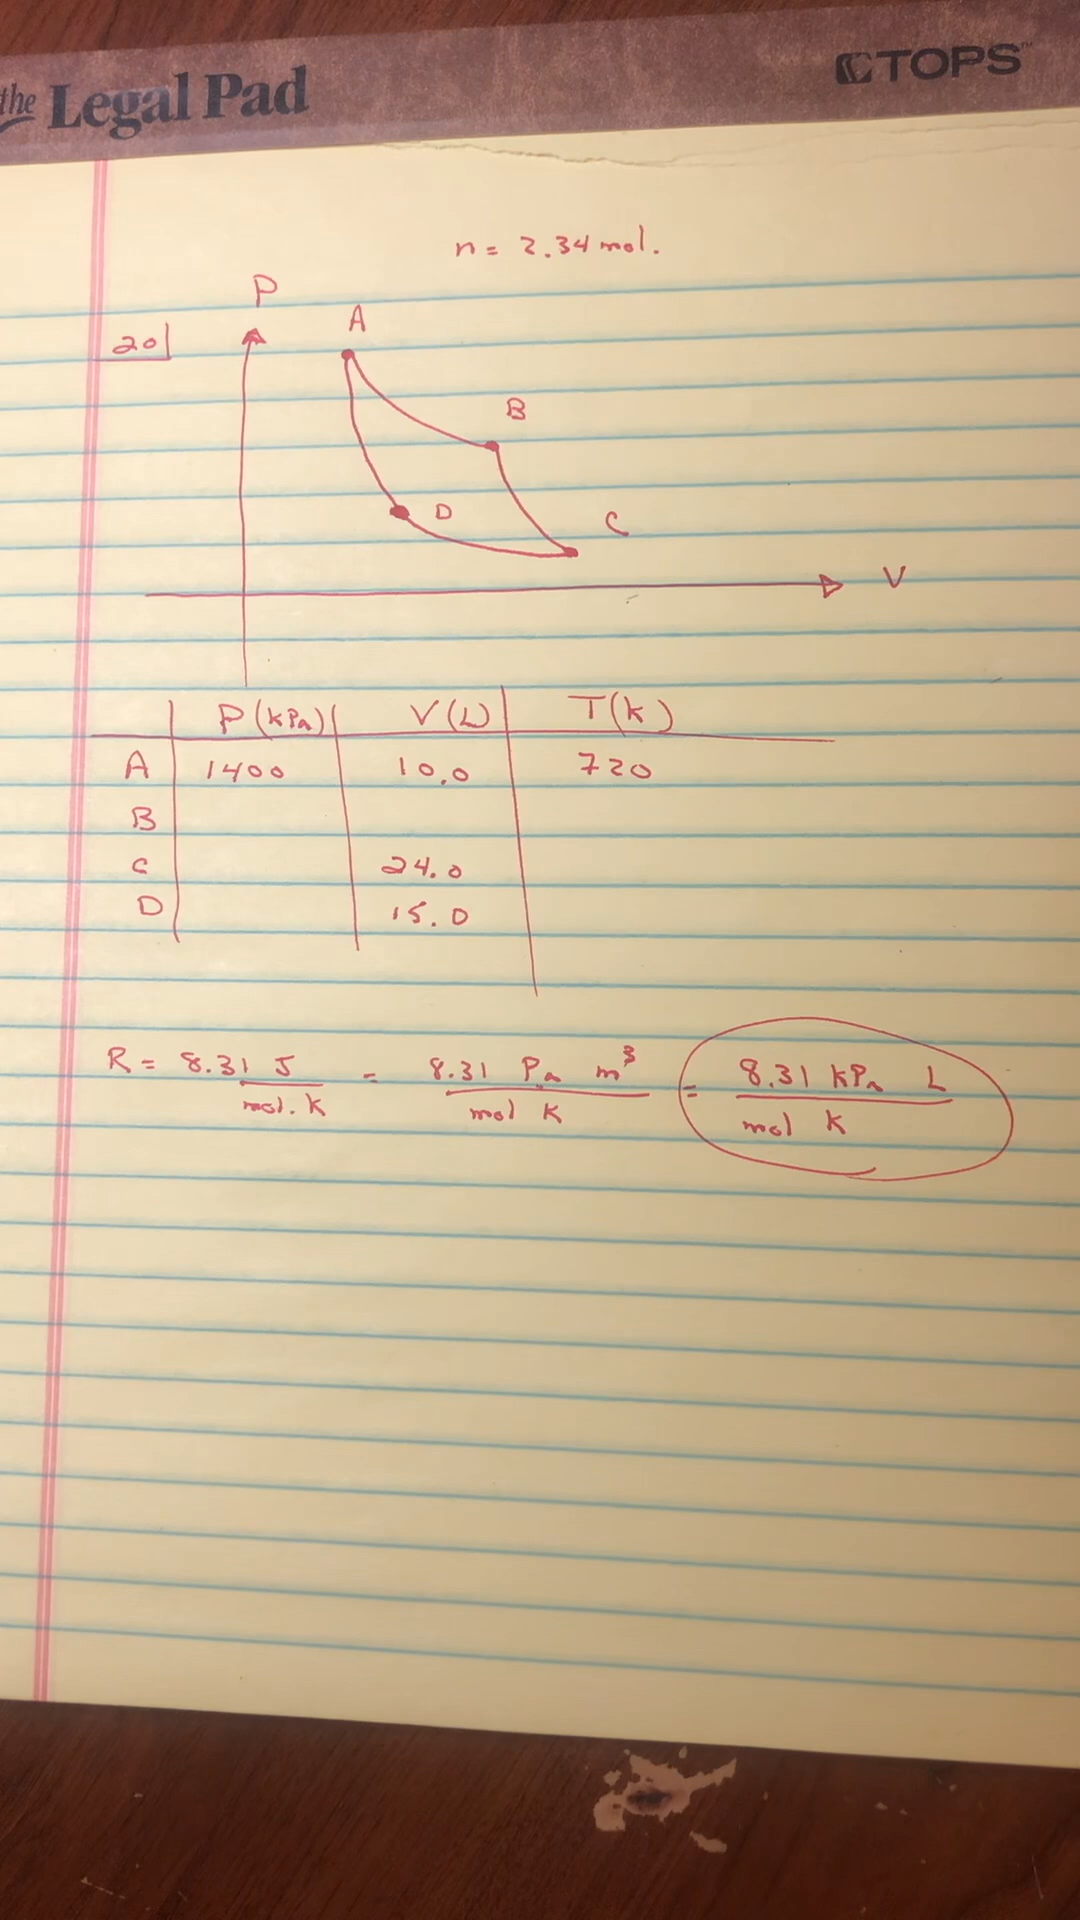 the Legal Pad TOPS™
n = 2.34 mol.
P
20
A
B
D
C
V
P (kPa) V (L) T (K)
A 1400 10.0 720
B
C 24.0
D 15.0
R = 8.31 J / mol. K = 8.31 Pa m³ / mol K = 8.31 kPa L / mol K